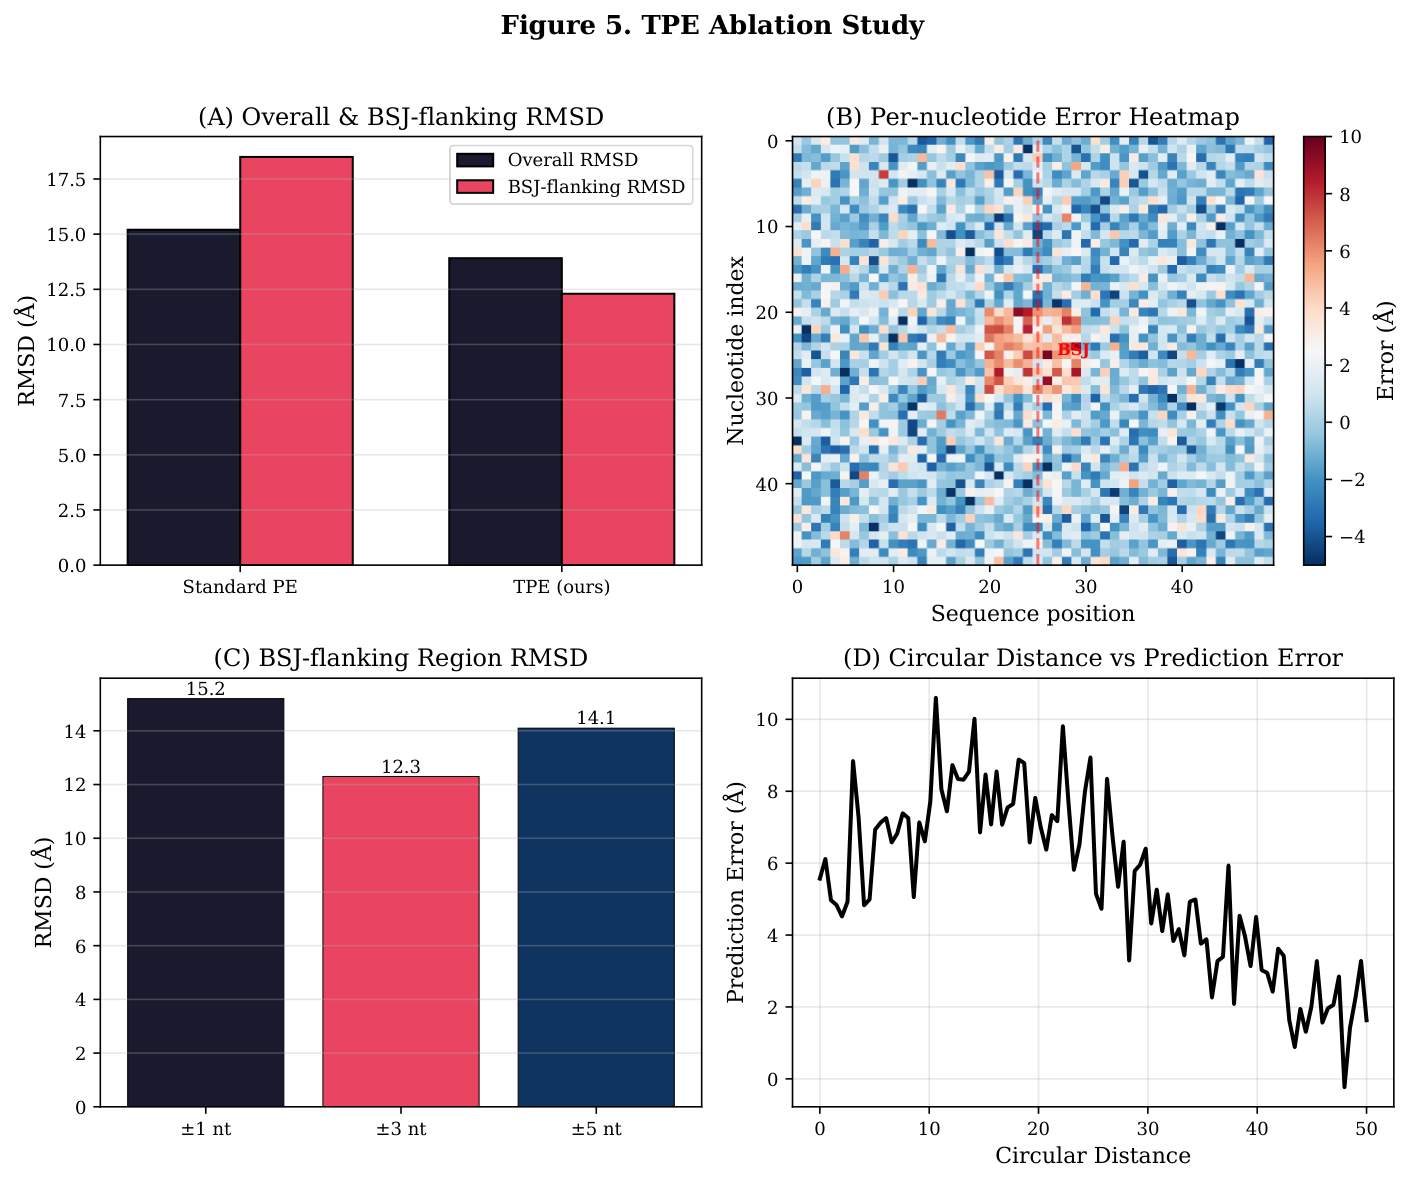 Figure 5. TPE Ablation Study
(A) Overall & BSJ-flanking RMSD
RMSD (Å)
17.5
15.0
12.5
10.0
7.5
5.0
2.5
0.0
Overall RMSD
BSJ-flanking RMSD
Standard PE
TPE (ours)
(B) Per-nucleotide Error Heatmap
Nucleotide index
0
10
20
30
40
BSJ
0
10
20
30
40
Sequence position
10
8
6
4
2
0
−2
−4
Error (Å)
(C) BSJ-flanking Region RMSD
RMSD (Å)
14
12
10
8
6
4
2
0
15.2
12.3
14.1
±1 nt
±3 nt
±5 nt
(D) Circular Distance vs Prediction Error
Prediction Error (Å)
10
8
6
4
2
0
0
10
20
30
40
50
Circular Distance